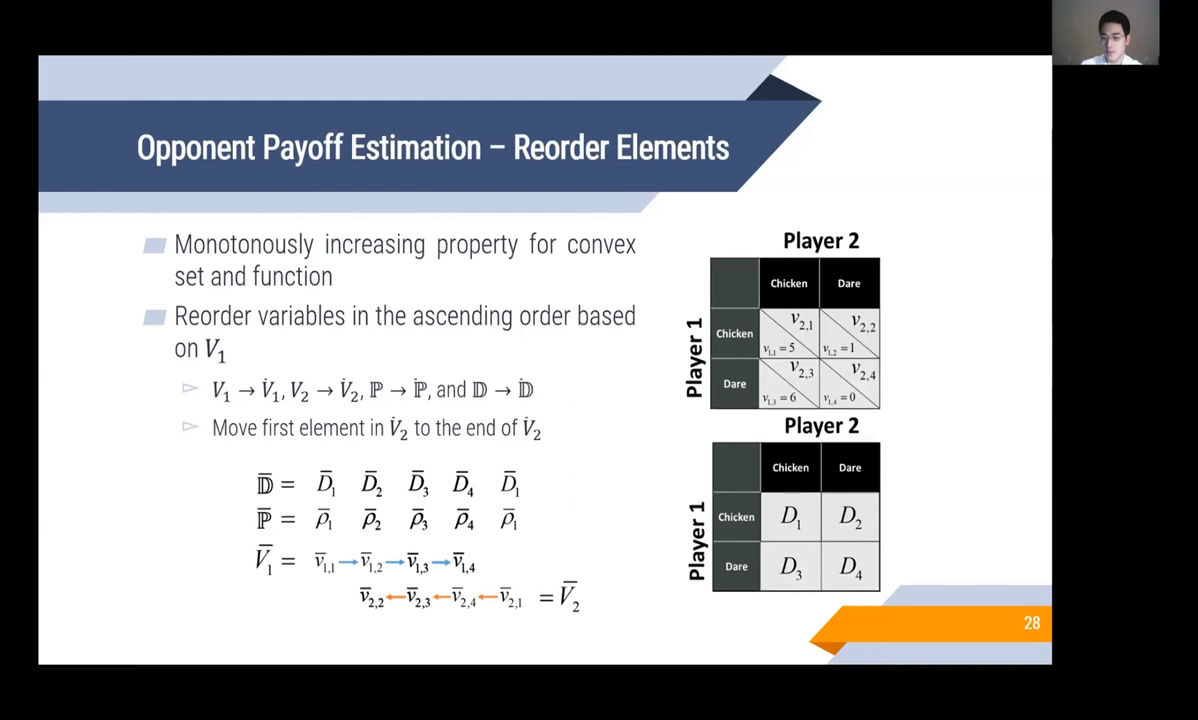 Opponent Payoff Estimation – Reorder Elements
Monotonously increasing property for convex
set and function
Reorder variables in the ascending order based
on V₁
V₁ → V̇₁, V₂ → V̇₂, ℙ → ℙ̇, and 𝔻 → 𝔻̇
Move first element in V̇₂ to the end of V̇₂
𝔻̅ = D̅₁ D̅₂ D̅₃ D̅₄ D̅₁
ℙ̅ = ρ̅₁ ρ̅₂ ρ̅₃ ρ̅₄ ρ̅₁
V̅₁ = v̅₁,₁ → v̅₁,₂ → v̅₁,₃ → v̅₁,₄
v̅₂,₂ ← v̅₂,₃ ← v̅₂,₄ ← v̅₂,₁ = V̅₂
Player 2
Chicken Dare
Player 1
Chicken v₂,₁ v₁,₁ = 5 v₂,₂ v₁,₂ = 1
Dare v₂,₃ v₁,₃ = 6 v₂,₄ v₁,₄ = 0
Player 2
Chicken Dare
Player 1
Chicken D₁ D₂
Dare D₃ D₄
28